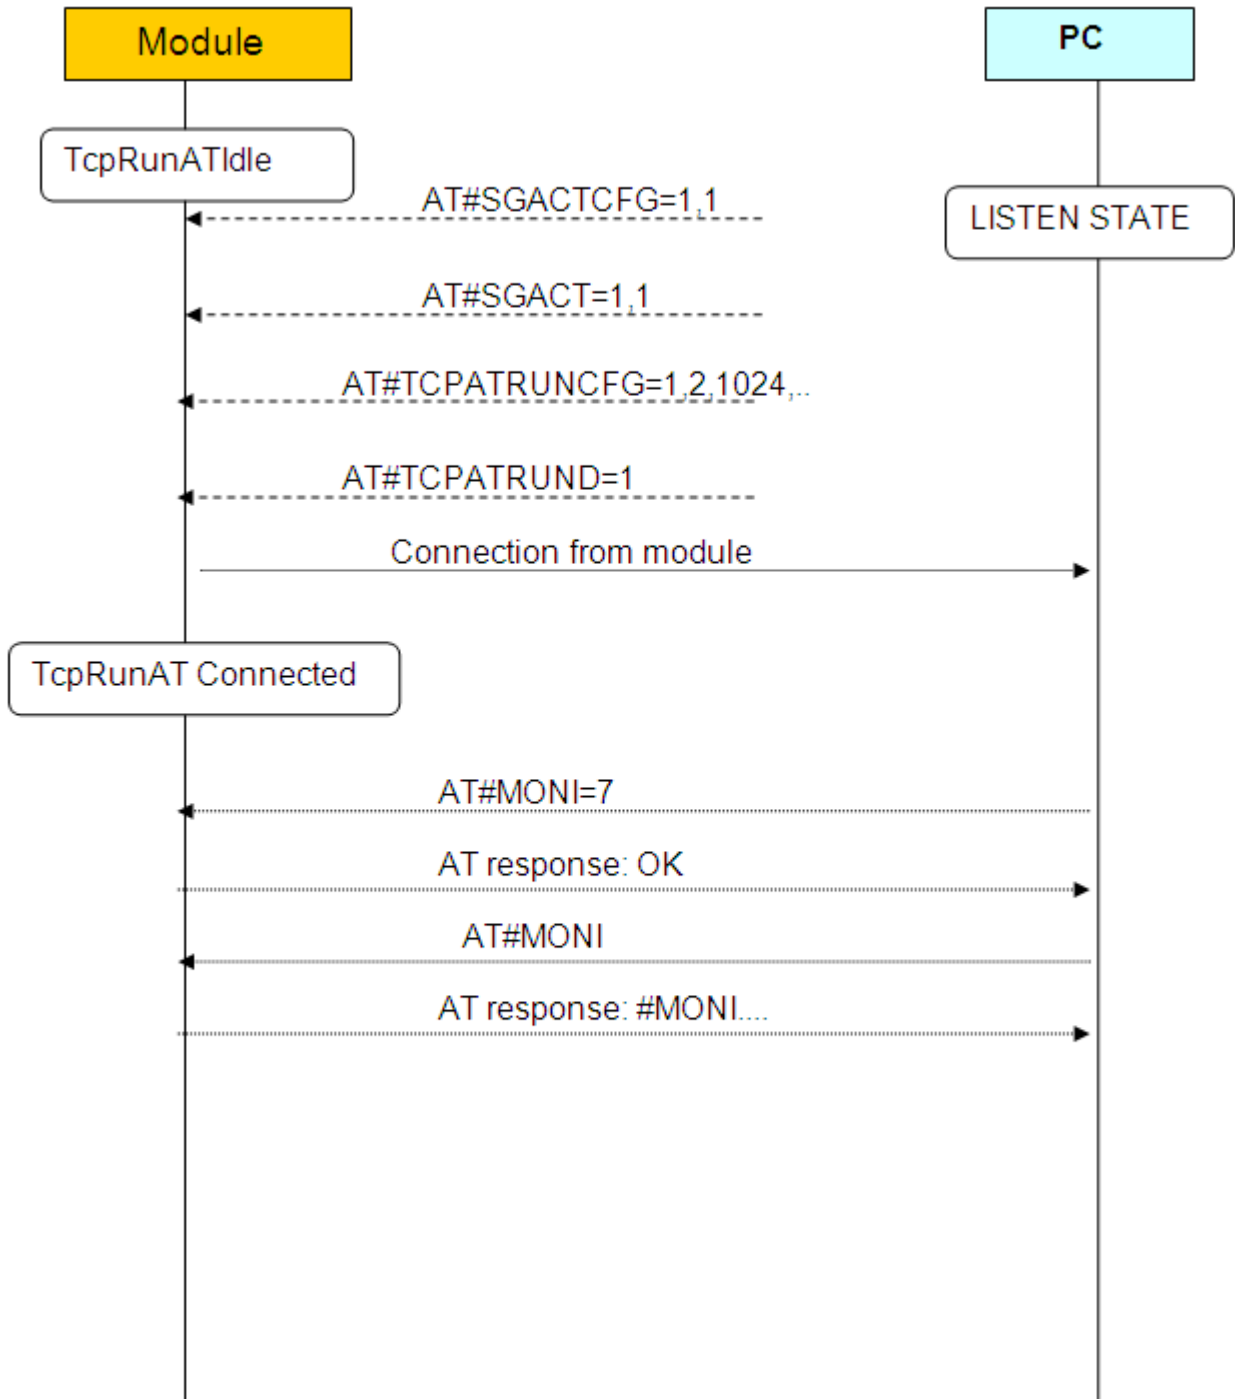 Module
PC
TcpRunATIdle
AT#SGACTCFG=1,1
LISTEN STATE
AT#SGACT=1,1
AT#TCPATRUNCFG=1,2,1024,..
AT#TCPATRUND=1
Connection from module
TcpRunAT Connected
AT#MONI=7
AT response: OK
AT#MONI
AT response: #MONI....